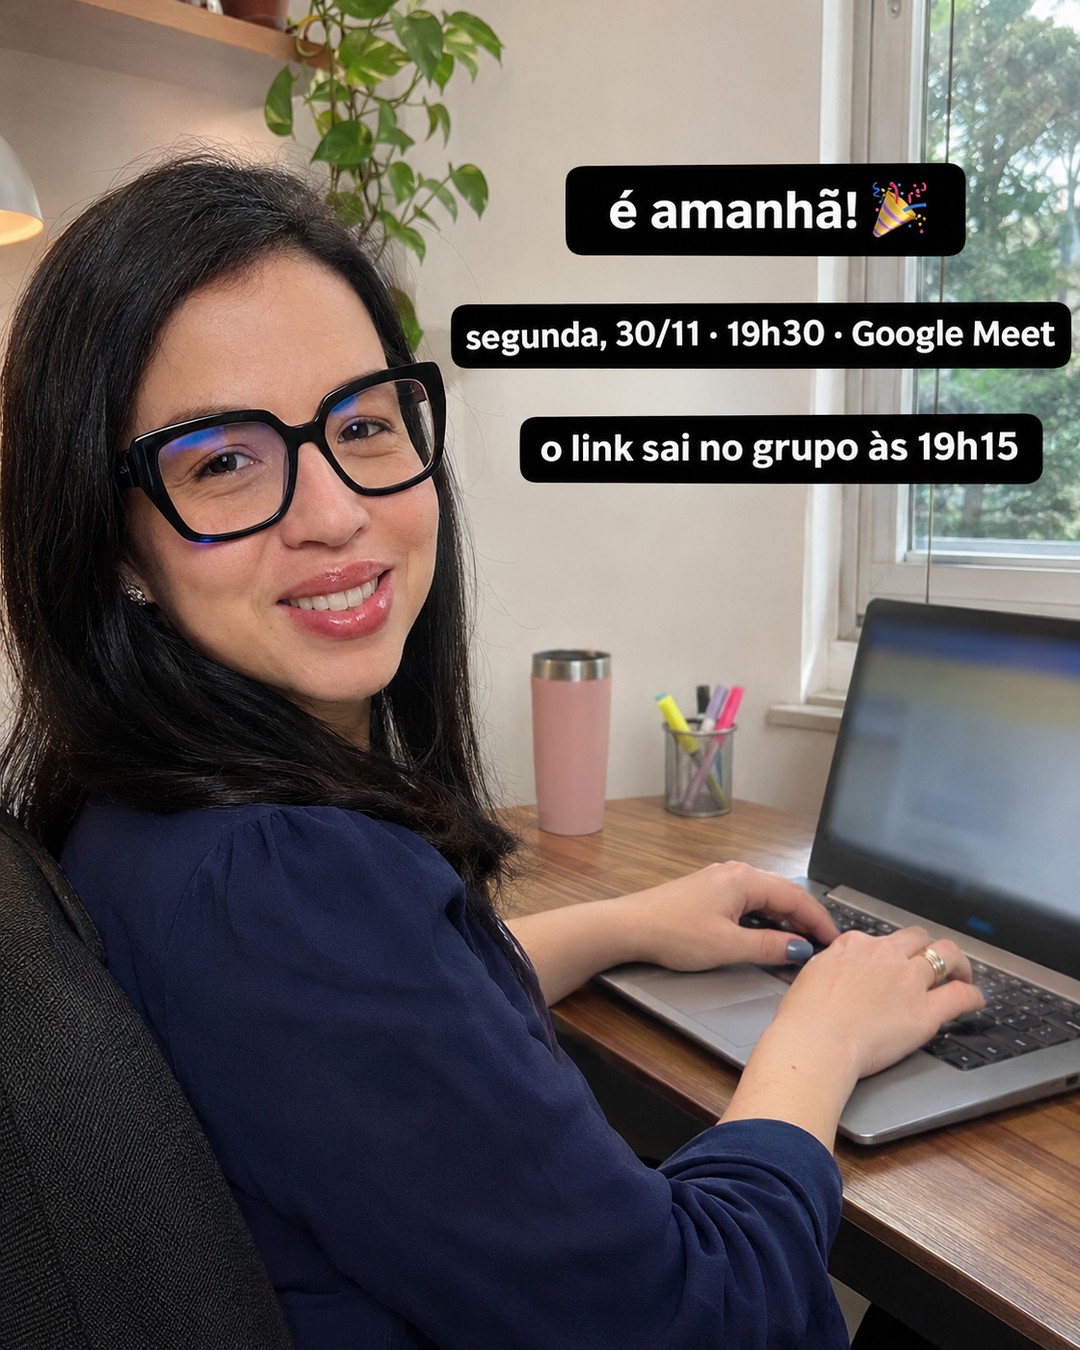 é amanhã! 🎉
segunda, 30/11 • 19h30 • Google Meet
o link sai no grupo às 19h15